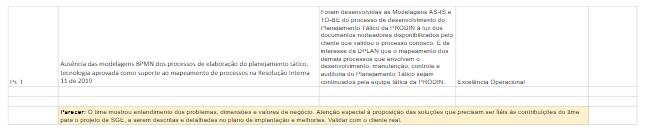 Foram desenvolvidas as Modelagens AS-IS e
TO-BE do processo de desenvolvimento do
Planejamento Tático da PRODIN à luz dos
documentos norteadores disponibilizados pelo
cliente que validou o processo conosco. É de
interesse da DPLAN que o mapeamento dos
demais processos que envolvem o
desenvolvimento, manutenção, controle e
auditoria do Planejamento Tático sejam
continuados pela equipe tática da PRODIN.
Ausência das modelagens BPMN dos processos de elaboração do planejamento tático,
tecnologia aprovada como suporte ao mapeamento de processos na Resolução Interna
11 de 2019
Pr. 1
Excelência Operacional
Parecer: O time mostrou entendimento dos problemas, dimensões e valores de negócio. Atenção especial à proposição das soluções que precisam ser fiéis às contribuições do time
para o projeto de SGE, a serem descritas e detalhadas no plano de implantação e melhorias. Validar com o cliente real.